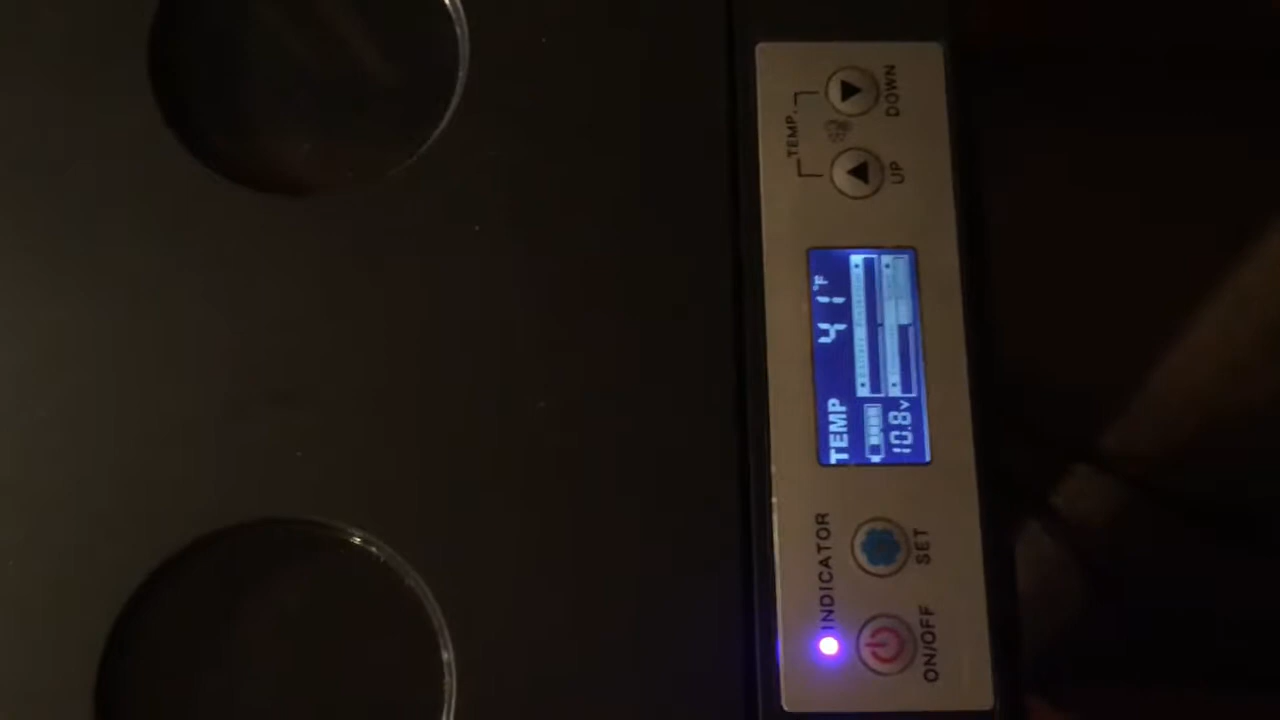 INDICATOR
ON/OFF
SET
TEMP 41°F
10.8v
TEMP.
UP
DOWN